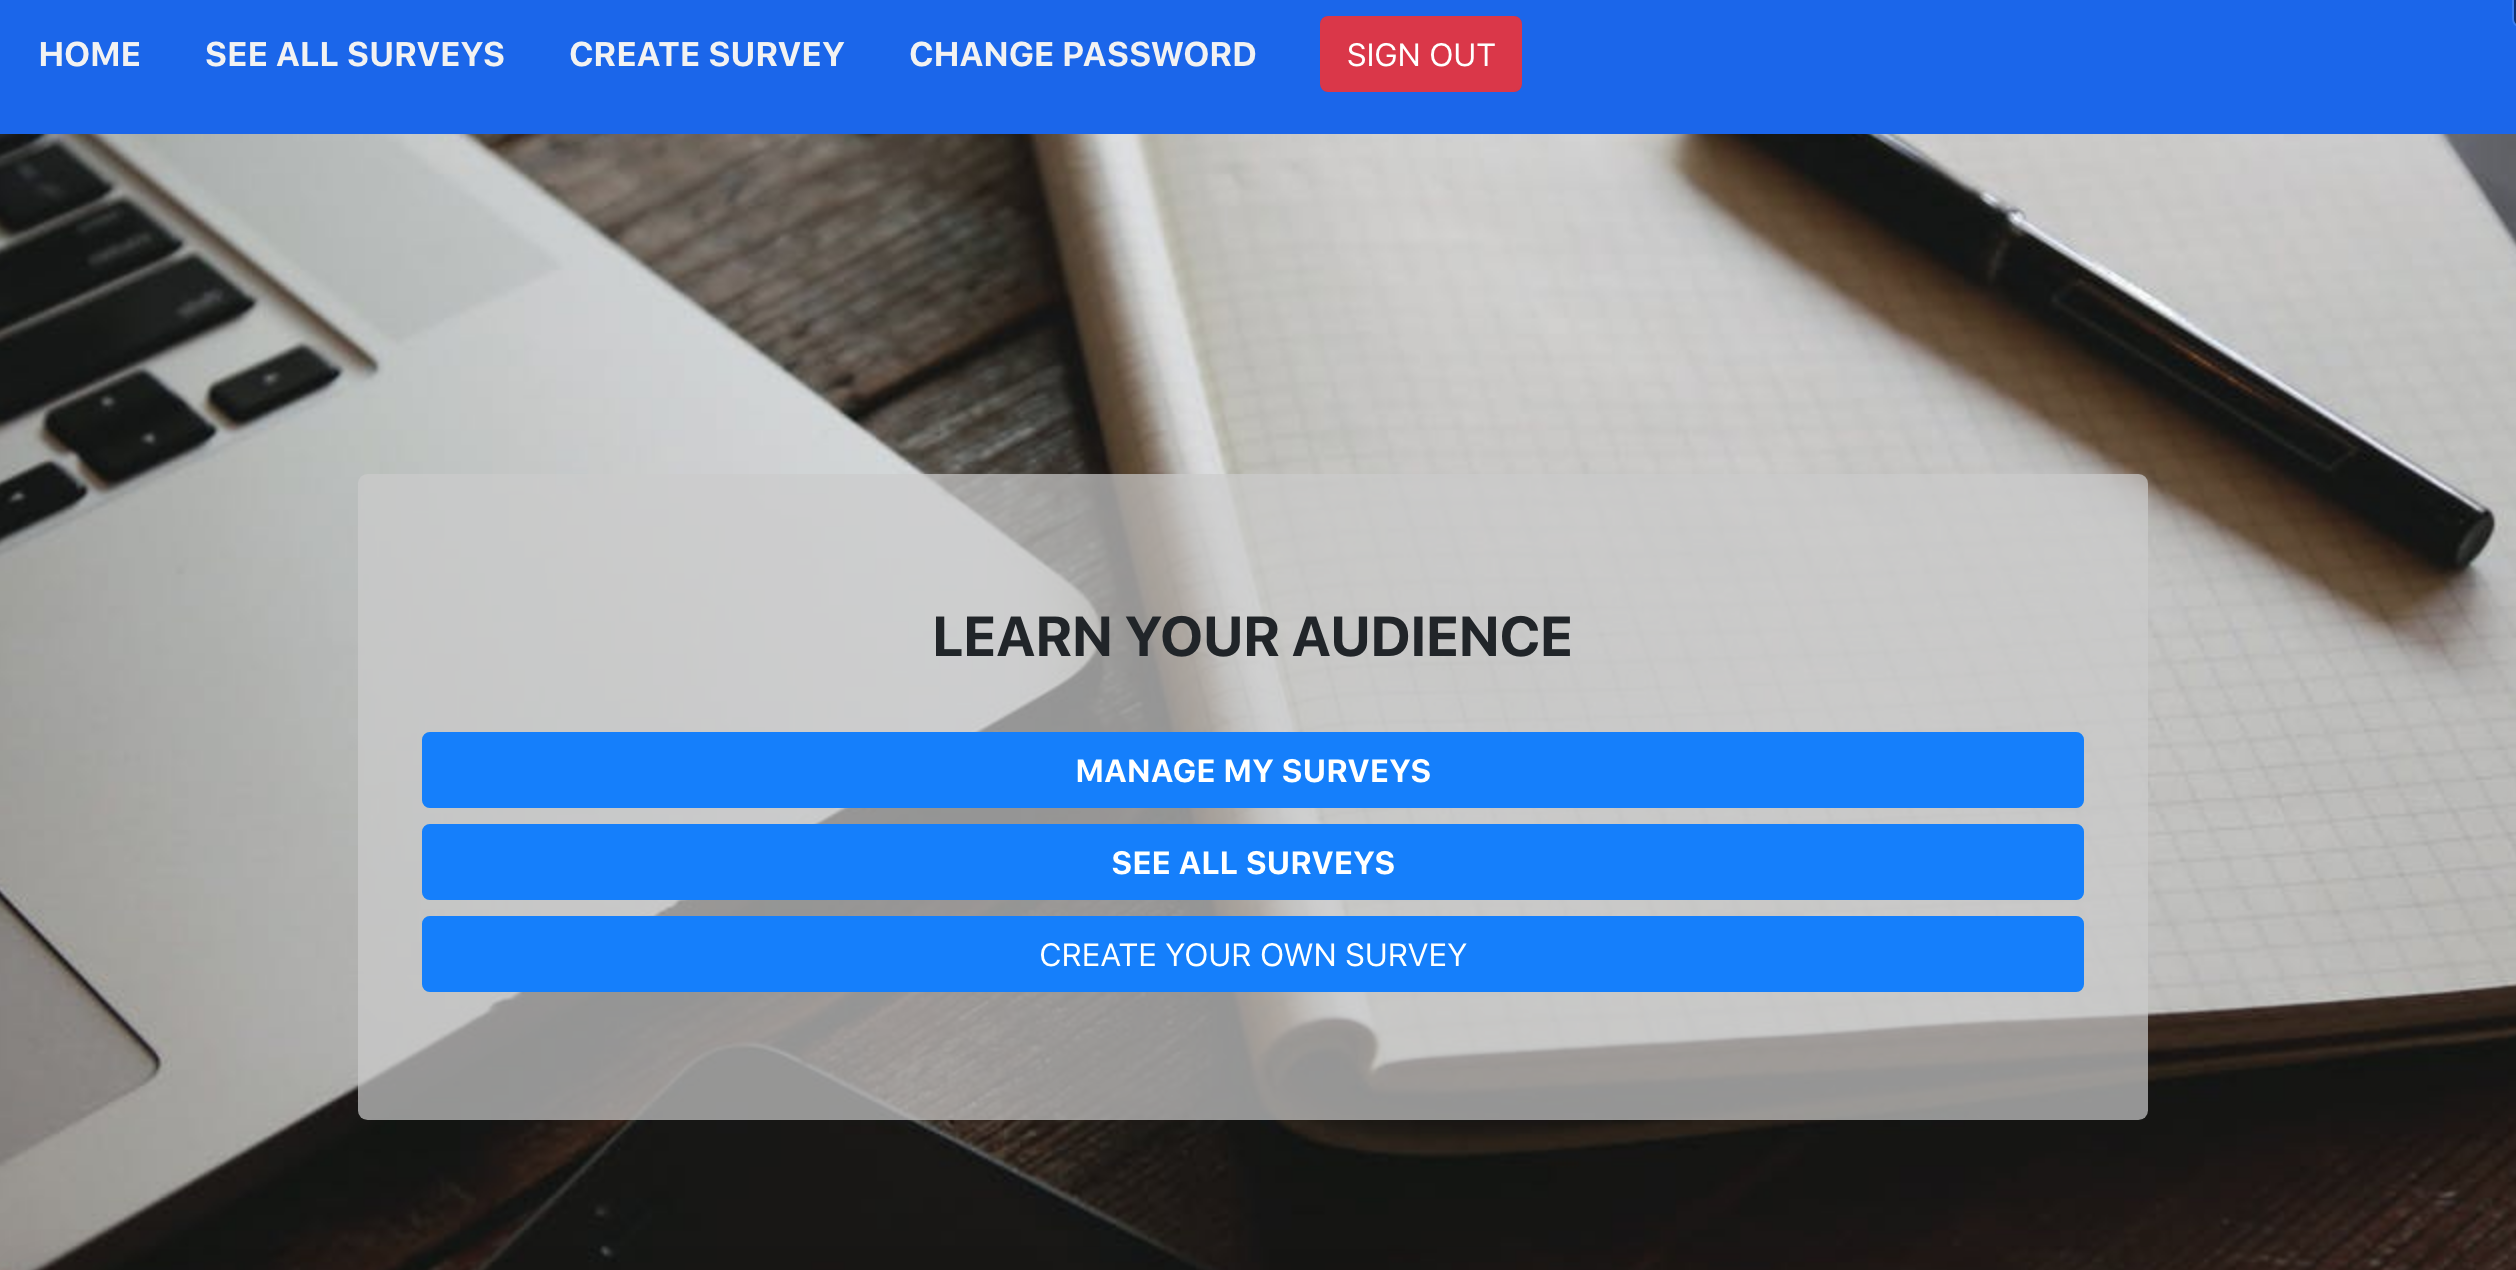 HOME SEE ALL SURVEYS CREATE SURVEY CHANGE PASSWORD SIGN OUT
LEARN YOUR AUDIENCE
MANAGE MY SURVEYS
SEE ALL SURVEYS
CREATE YOUR OWN SURVEY